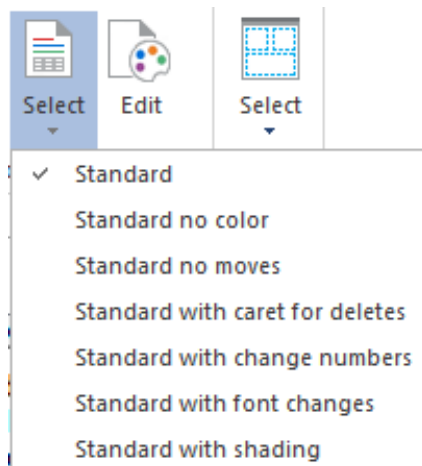 Select Edit Select
Standard
Standard no color
Standard no moves
Standard with caret for deletes
Standard with change numbers
Standard with font changes
Standard with shading